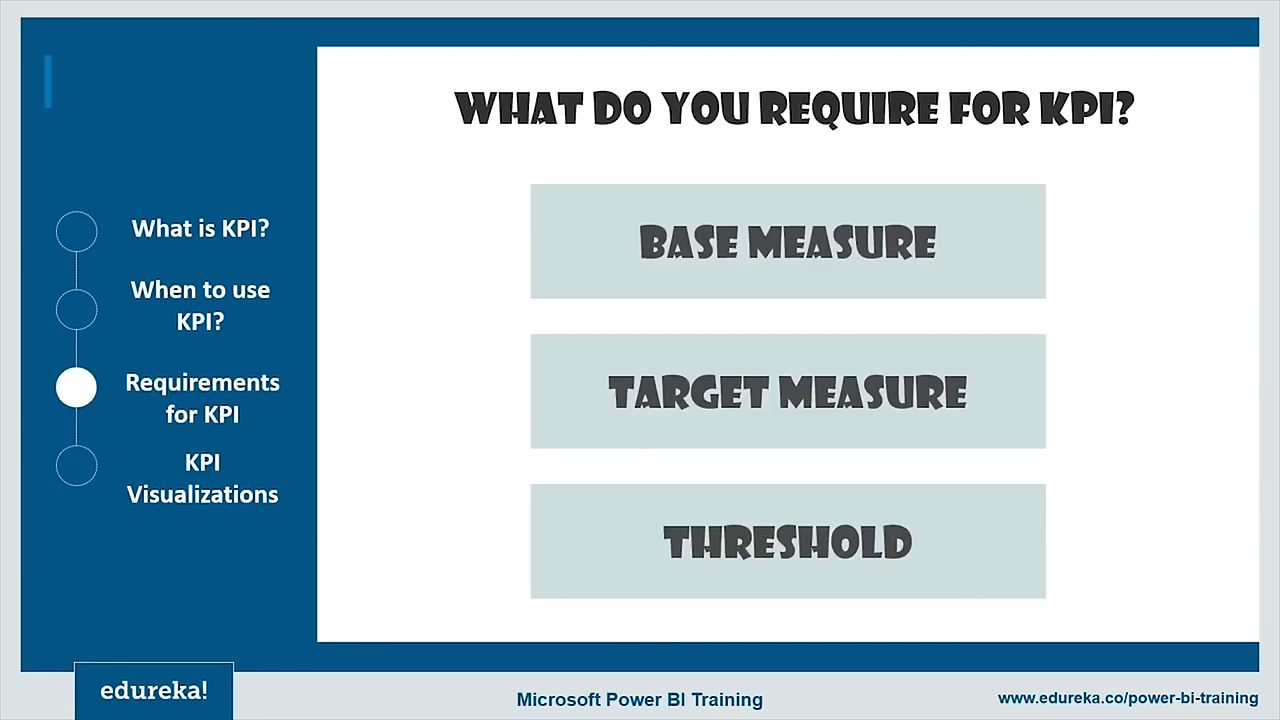 WHAT DO YOU REQUIRE FOR KPI?
What is KPI?
When to use
KPI?
Requirements
for KPI
KPI
Visualizations
BASE MEASURE
TARGET MEASURE
THRESHOLD
edureka!
Microsoft Power BI Training
www.edureka.co/power-bi-training